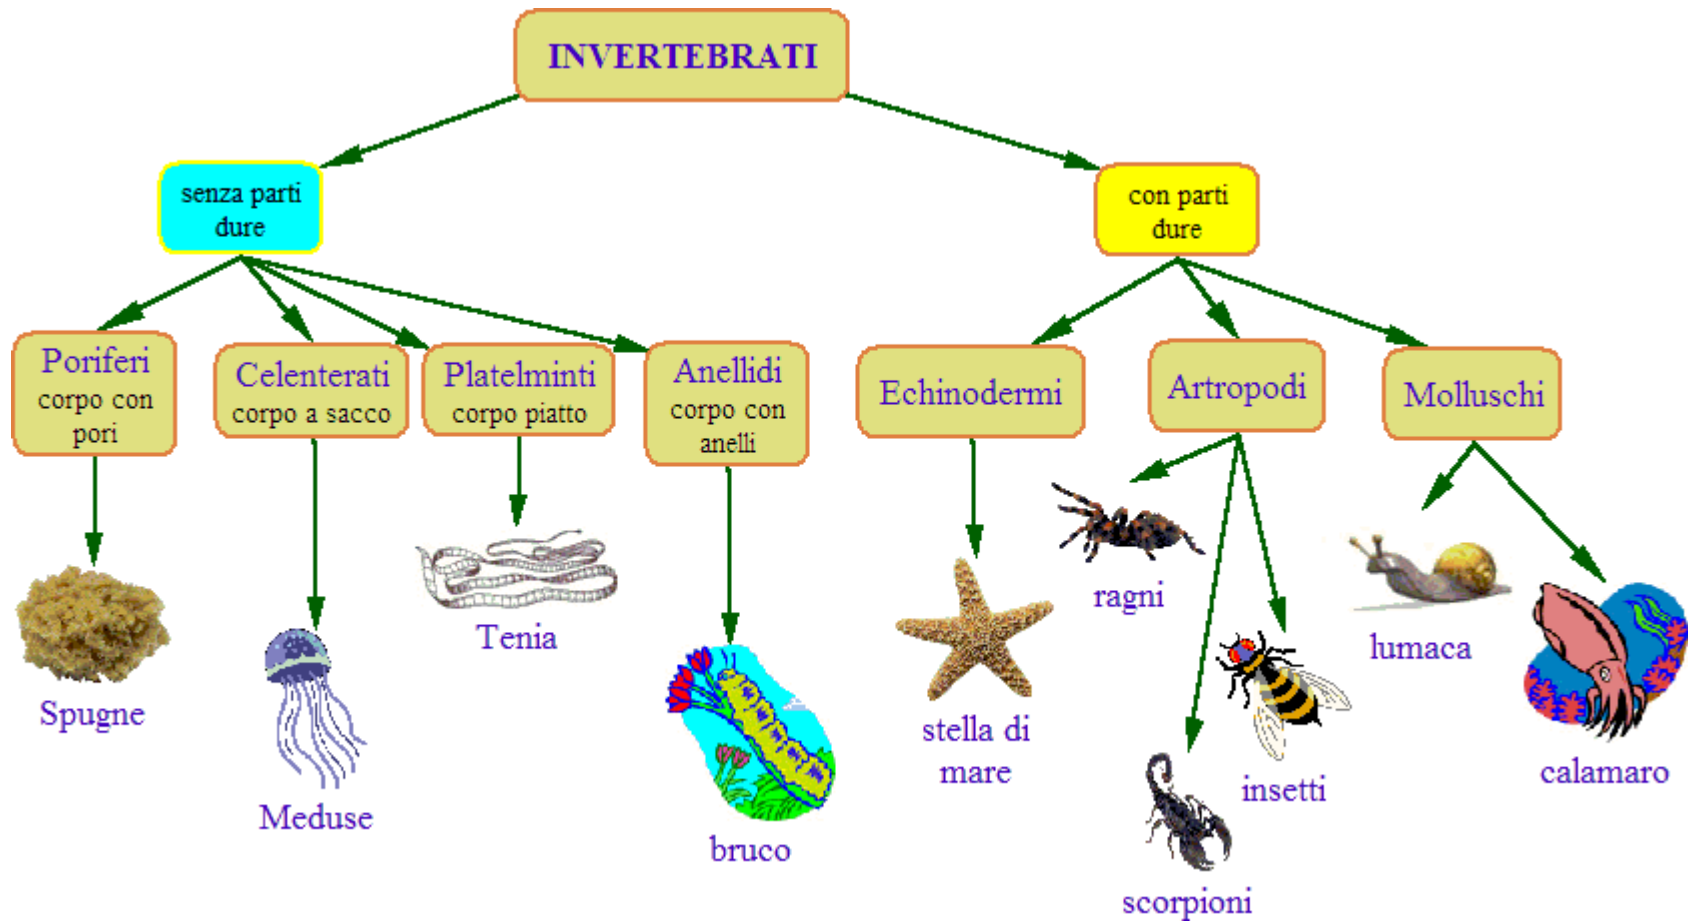 INVERTEBRATI
senza parti
dure
con parti
dure
Poriferi
corpo con
pori
Celenterati
corpo a sacco
Platelminti
corpo piatto
Anellidi
corpo con
anelli
Echinodermi
Artropodi
Molluschi
Spugne
Meduse
Tenia
bruco
stella di
mare
ragni
scorpioni
insetti
lumaca
calamaro